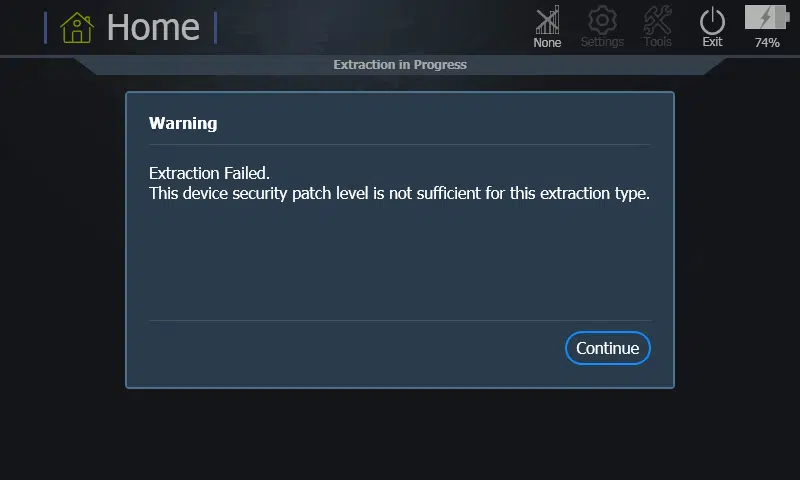 Home
None
Settings
Tools
Exit
74%
Extraction in Progress
Warning
Extraction Failed.
This device security patch level is not sufficient for this extraction type.
Continue